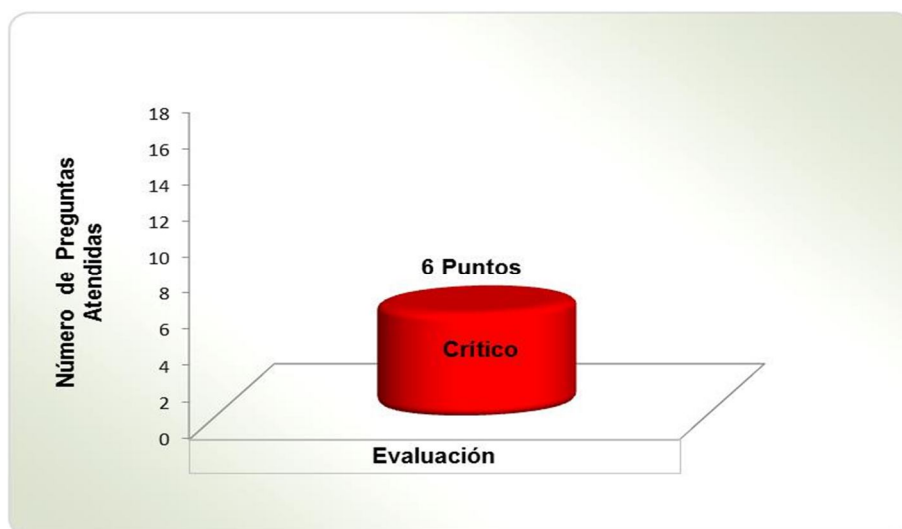 Número de Preguntas
Atendidas
18
16
14
12
10
8
6
4
2
0
6 Puntos
Crítico
Evaluación